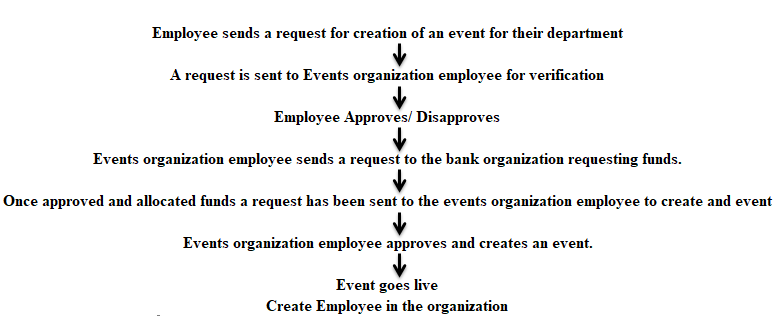 Employee sends a request for creation of an event for their department
A request is sent to Events organization employee for verification
Employee Approves/ Disapproves
Events organization employee sends a request to the bank organization requesting funds.
Once approved and allocated funds a request has been sent to the events organization employee to create and event
Events organization employee approves and creates an event.
Event goes live
Create Employee in the organization